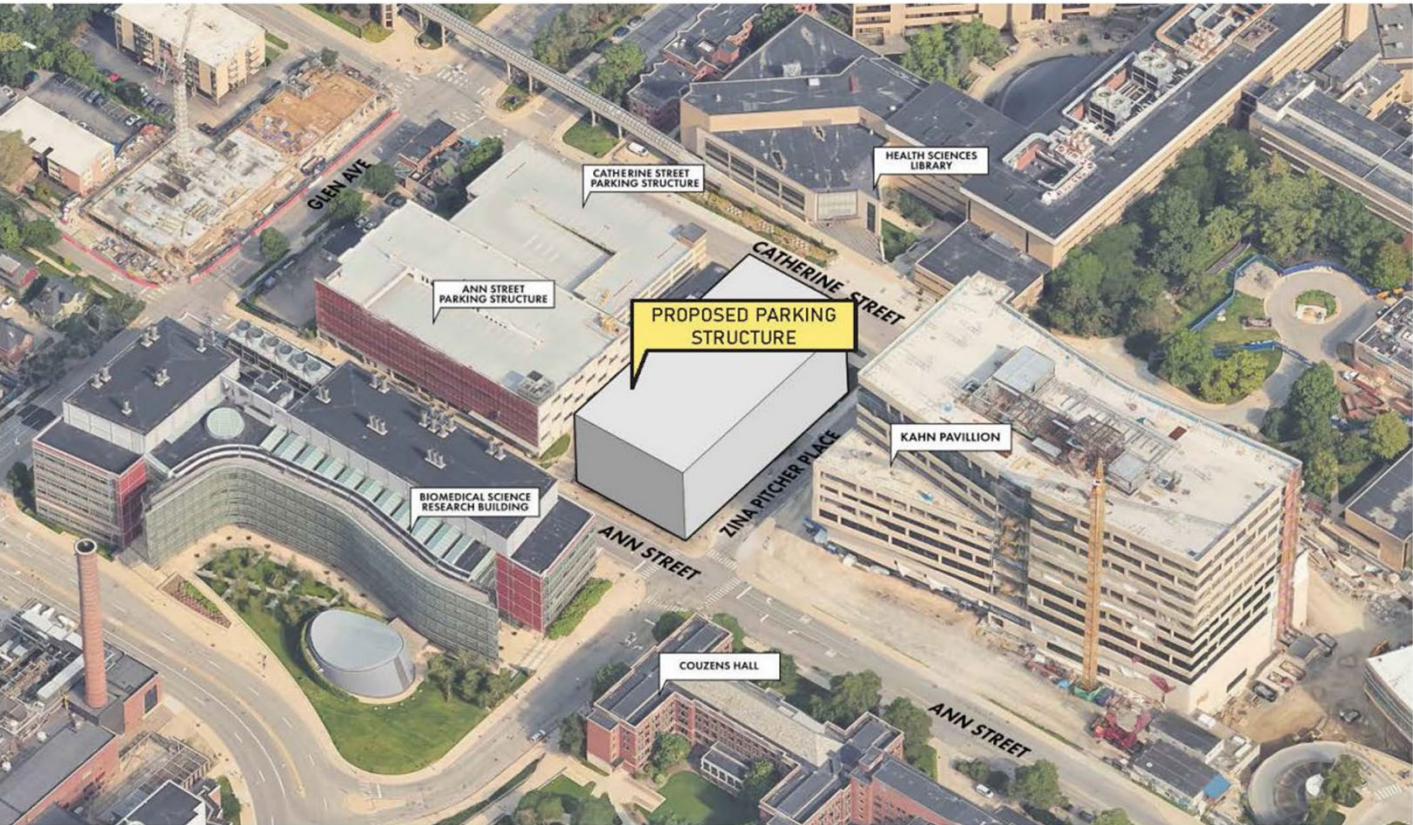 HEALTH SCIENCES
LIBRARY
CATHERINE STREET
PARKING STRUCTURE
GLEN AVE
CATHERINE STREET
ANN STREET
PARKING STRUCTURE
PROPOSED PARKING
STRUCTURE
KAHN PAVILLION
ZINA PITCHER PLACE
BIOMEDICAL SCIENCE
RESEARCH BUILDING
ANN STREET
COUZENS HALL
ANN STREET